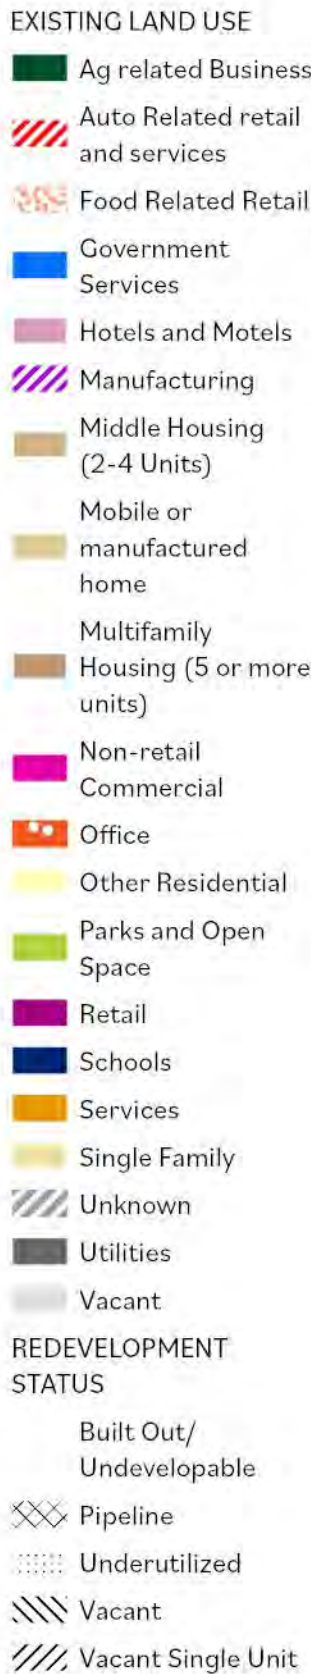 EXISTING LAND USE
Ag related Business
Auto Related retail
and services
Food Related Retail
Government
Services
Hotels and Motels
Manufacturing
Middle Housing
(2-4 Units)
Mobile or
manufactured
home
Multifamily
Housing (5 or more
units)
Non-retail
Commercial
Office
Other Residential
Parks and Open
Space
Retail
Schools
Services
Single Family
Unknown
Utilities
Vacant
REDEVELOPMENT
STATUS
Built Out/
Undevelopable
Pipeline
Underutilized
Vacant
Vacant Single Unit